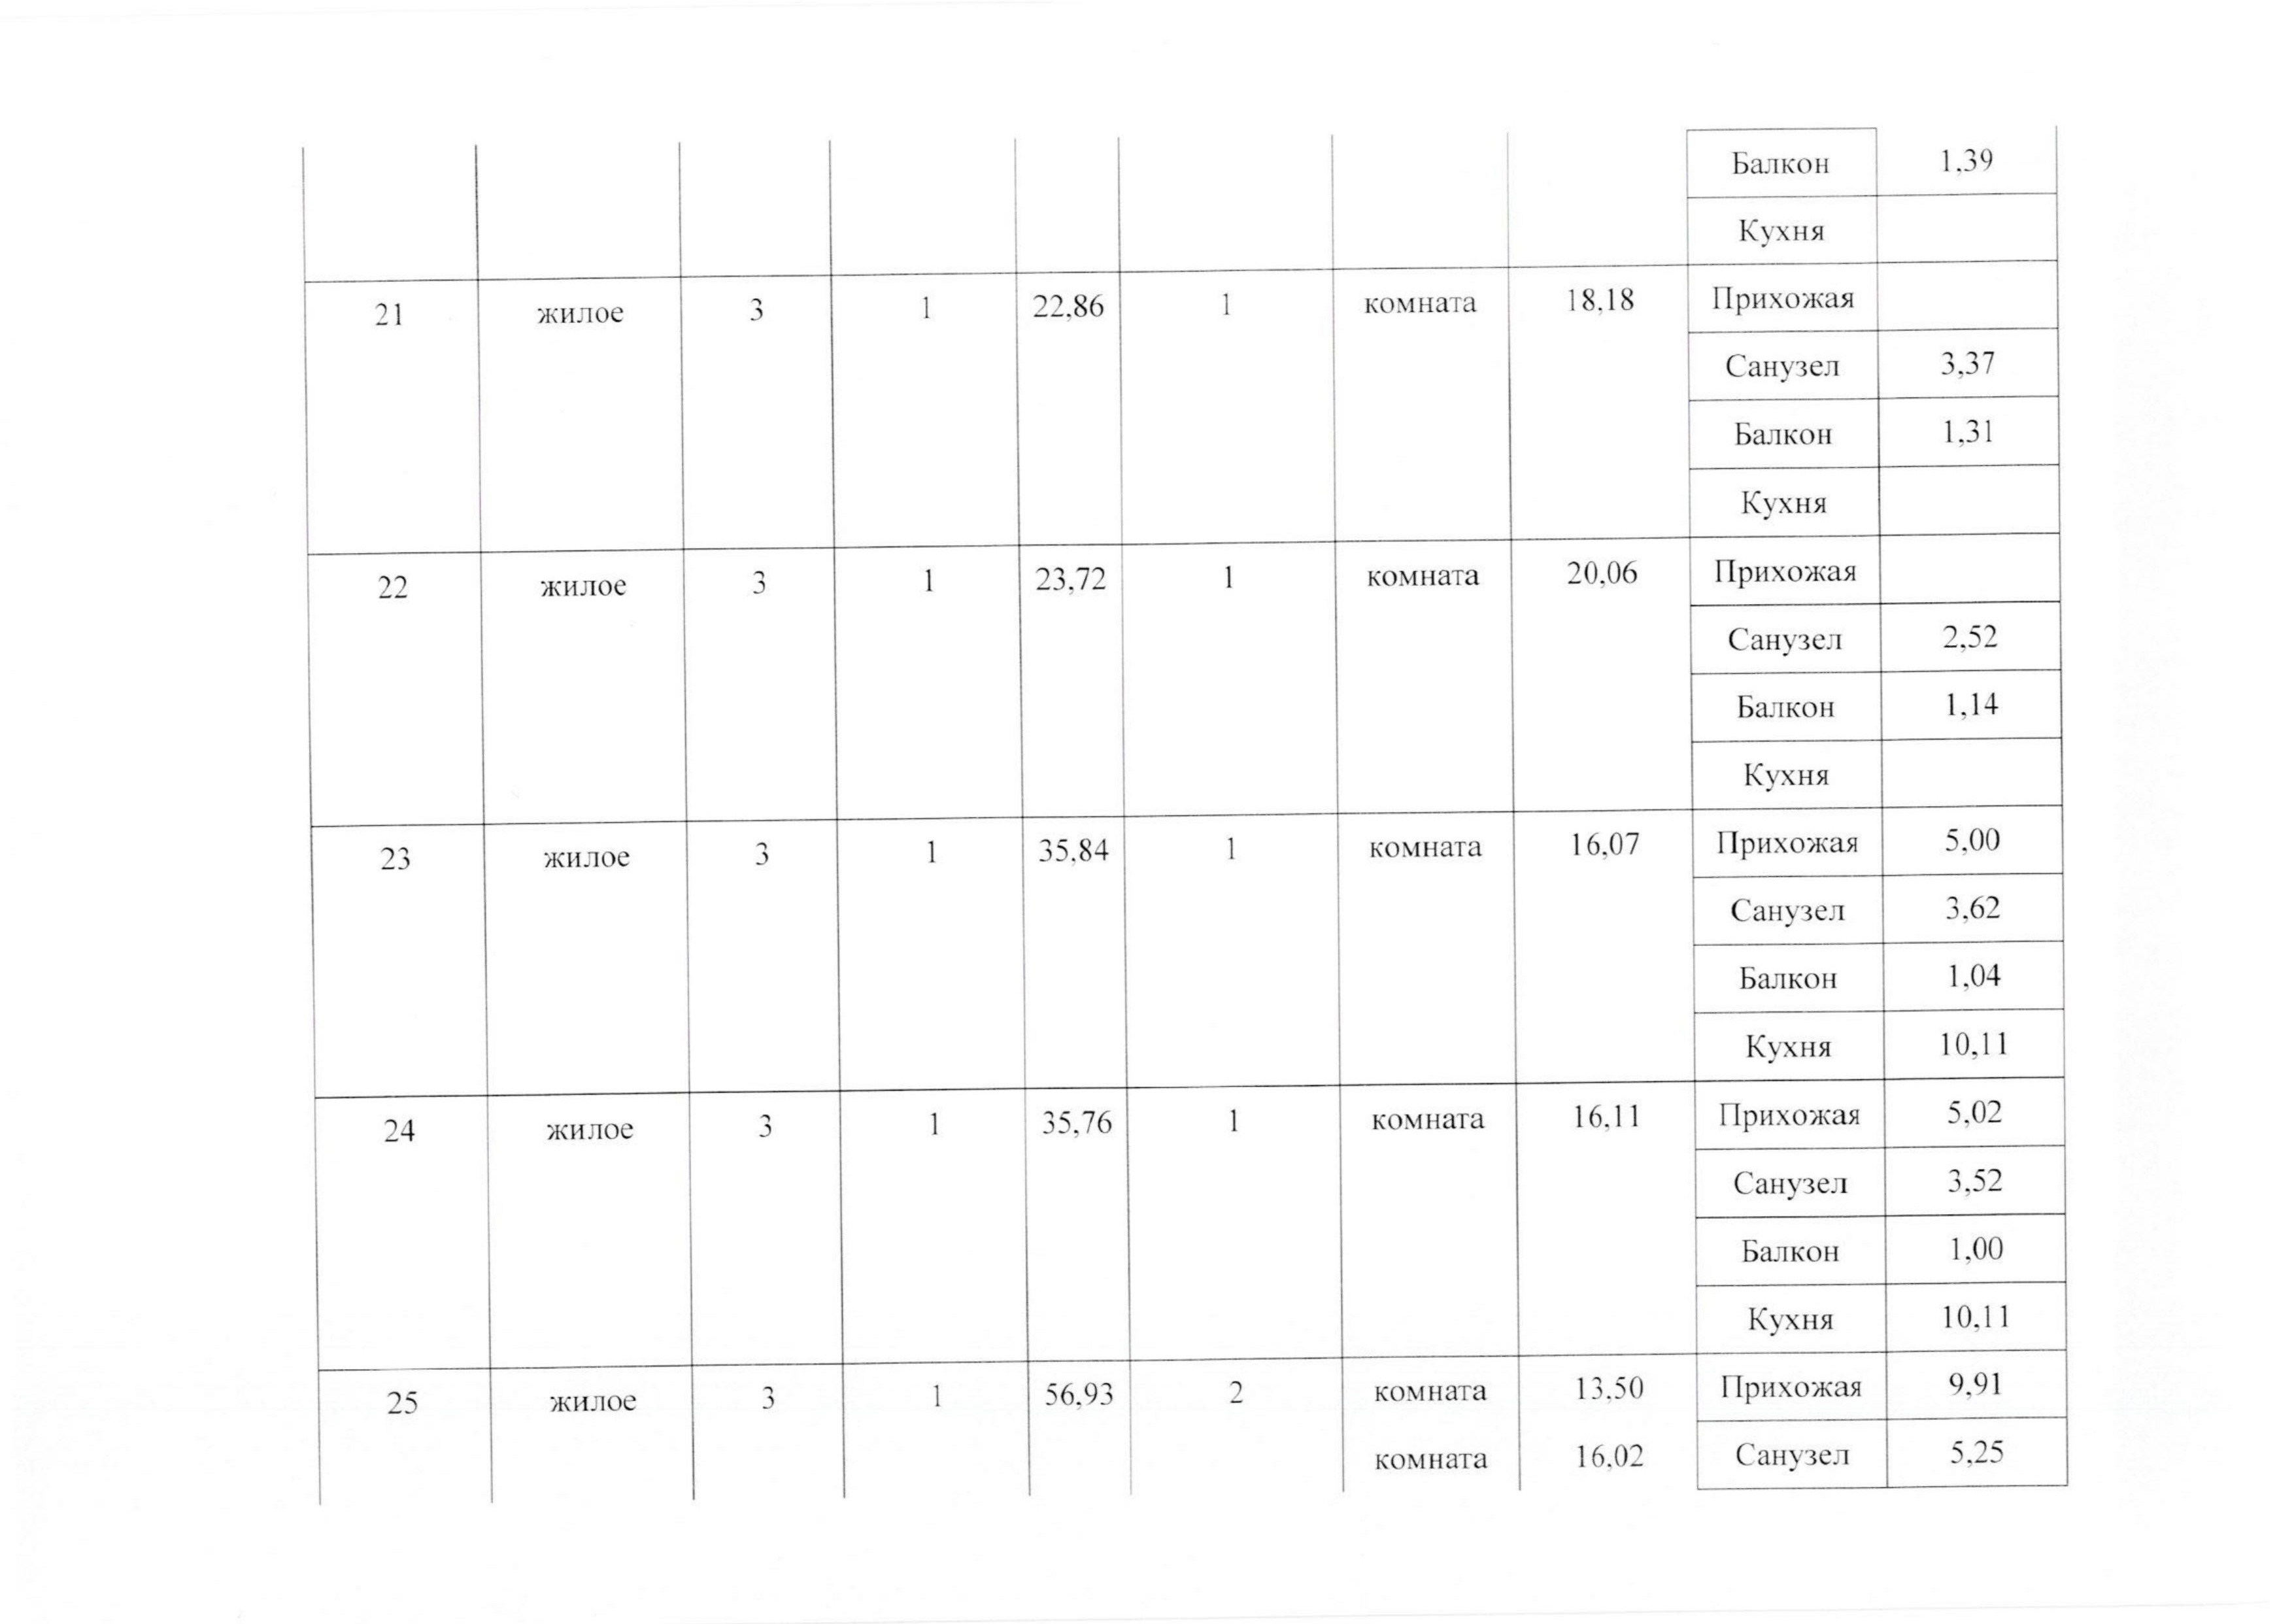 Балкон 1,39
Кухня
21 жилое 3 1 22,86 1 комната 18,18 Прихожая
Санузел 3,37
Балкон 1,31
Кухня
22 жилое 3 1 23,72 1 комната 20,06 Прихожая
Санузел 2,52
Балкон 1,14
Кухня
23 жилое 3 1 35,84 1 комната 16,07 Прихожая 5,00
Санузел 3,62
Балкон 1,04
Кухня 10,11
24 жилое 3 1 35,76 1 комната 16,11 Прихожая 5,02
Санузел 3,52
Балкон 1,00
Кухня 10,11
25 жилое 3 1 56,93 2 комната 13,50 Прихожая 9,91
комната 16,02 Санузел 5,25